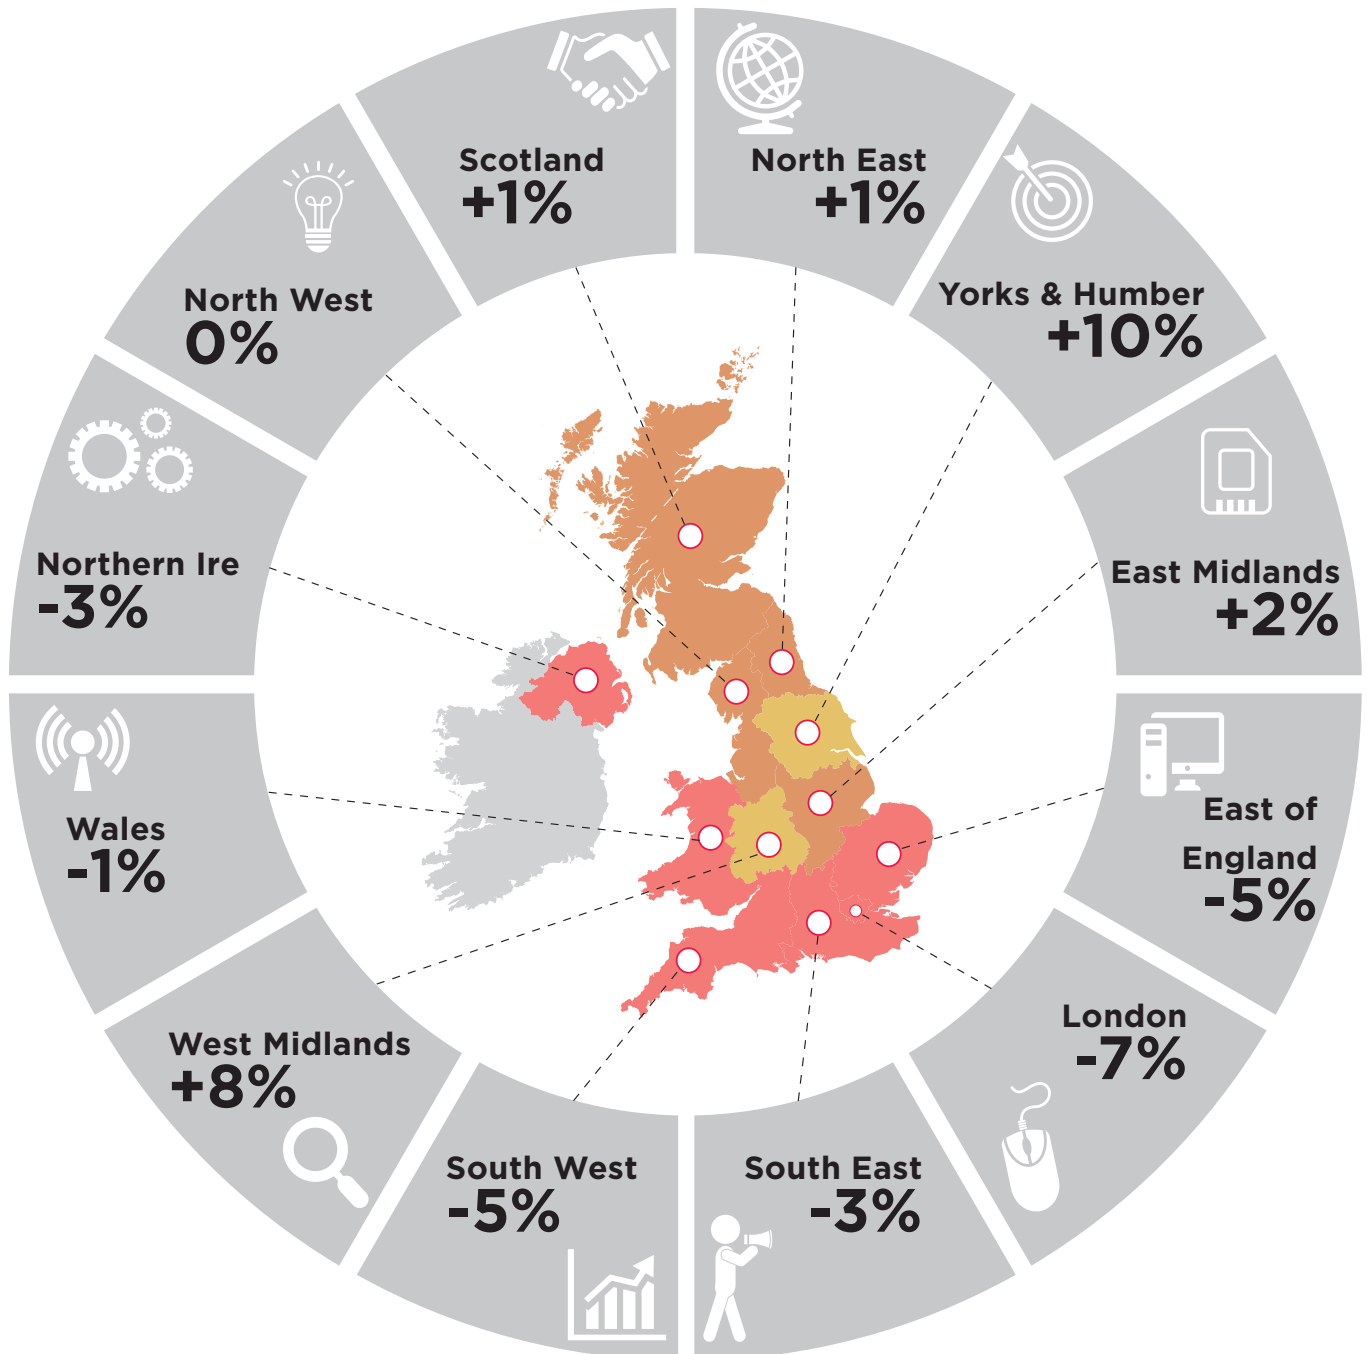 Scotland
+1%
North East
+1%
Yorks & Humber
+10%
East Midlands
+2%
East of
England
-5%
London
-7%
South East
-3%
South West
-5%
West Midlands
+8%
Wales
-1%
Northern Ire
-3%
North West
0%